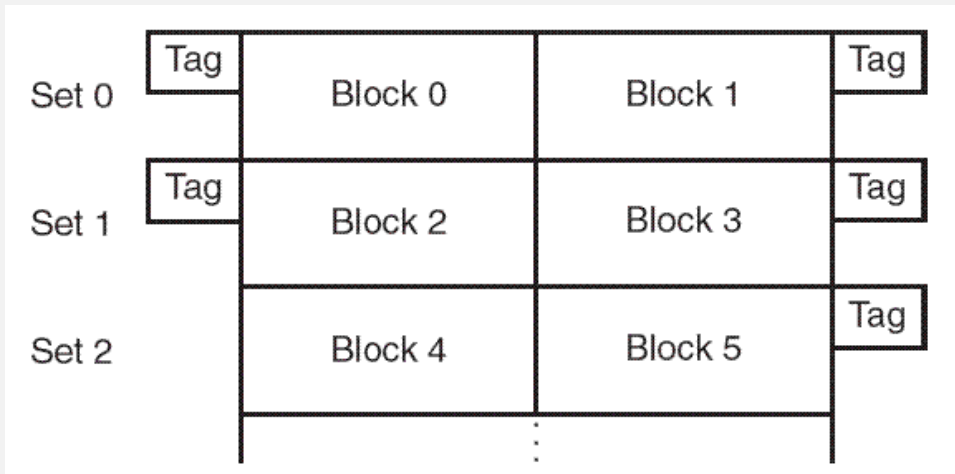 Tag Tag
Set 0 Block 0 Block 1
Tag Tag
Set 1 Block 2 Block 3
Tag
Set 2 Block 4 Block 5